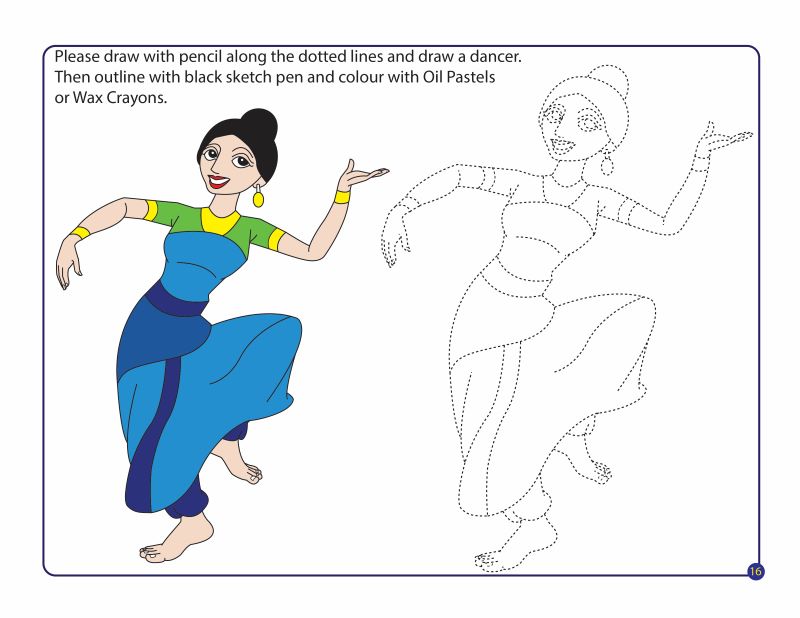 Please draw with pencil along the dotted lines and draw a dancer.
Then outline with black sketch pen and colour with Oil Pastels
or Wax Crayons.
16